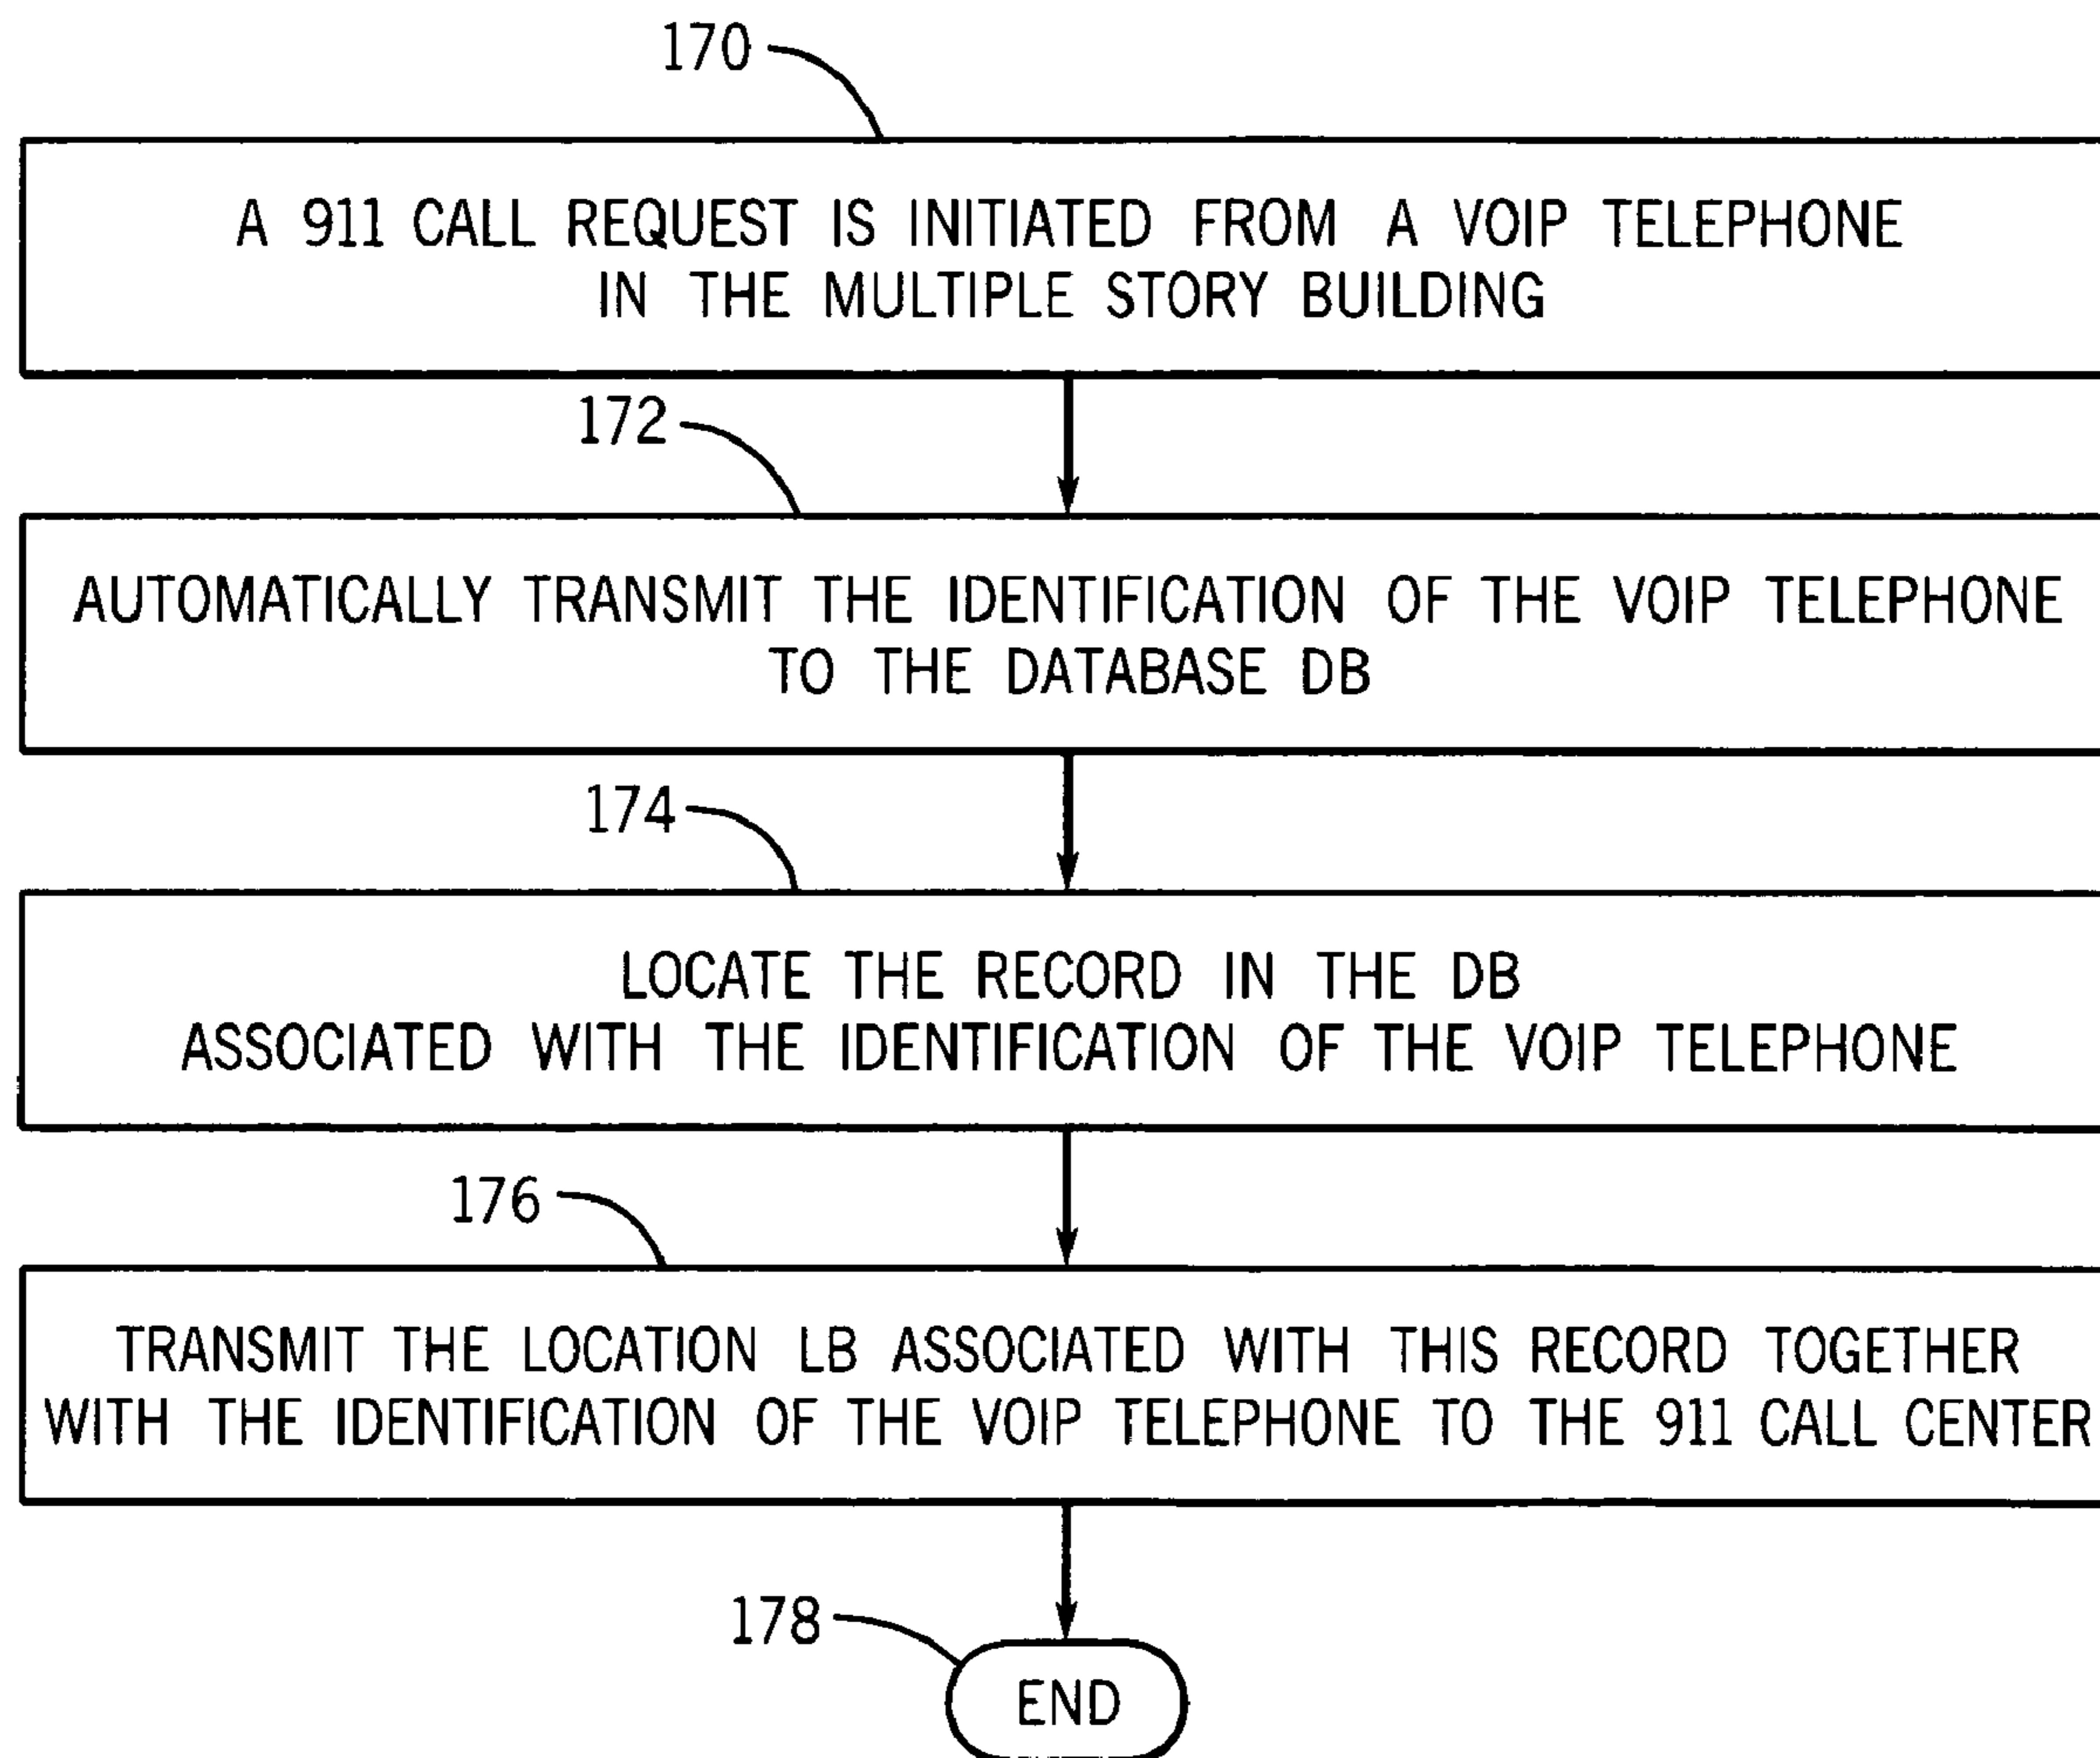 170
A 911 CALL REQUEST IS INITIATED FROM A VOIP TELEPHONE
IN THE MULTIPLE STORY BUILDING
172
AUTOMATICALLY TRANSMIT THE IDENTIFICATION OF THE VOIP TELEPHONE
TO THE DATABASE DB
174
LOCATE THE RECORD IN THE DB
ASSOCIATED WITH THE IDENTIFICATION OF THE VOIP TELEPHONE
176
TRANSMIT THE LOCATION LB ASSOCIATED WITH THIS RECORD TOGETHER
WITH THE IDENTIFICATION OF THE VOIP TELEPHONE TO THE 911 CALL CENTER
178
END